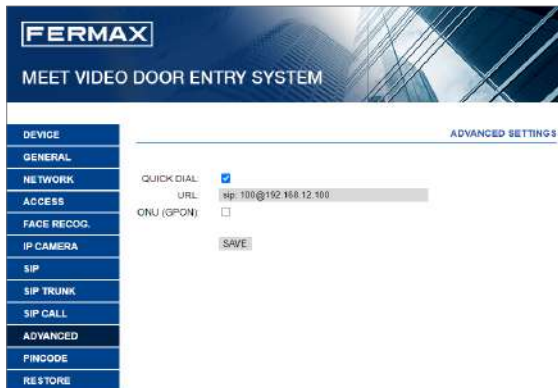 FERMAX
MEET VIDEO DOOR ENTRY SYSTEM
ADVANCED SETTINGS
DEVICE
GENERAL
NETWORK
ACCESS
FACE RECOG.
IP CAMERA
SIP
SIP TRUNK
SIP CALL
ADVANCED
PINCODE
RESTORE
QUICK DIAL:
URL:
sip: 100@192.168.12.100
ONU (GPON):
SAVE